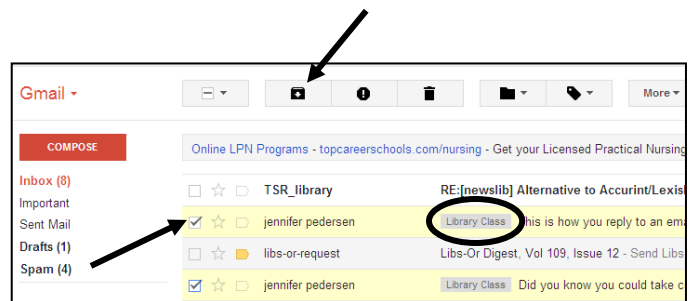 Gmail
More
COMPOSE
Online LPN Programs - topcareerschools.com/nursing - Get your Licensed Practical Nursing
Inbox (8)
TSR_library RE:[newslib] Alternative to Accurint/Lexis
Important
Sent Mail
jennifer pedersen Library Class this is how you reply to an ema
Drafts (1)
libs-or-request Libs-Or Digest, Vol 109, Issue 12 - Send Libs
Spam (4)
jennifer pedersen Library Class Did you know you could take c